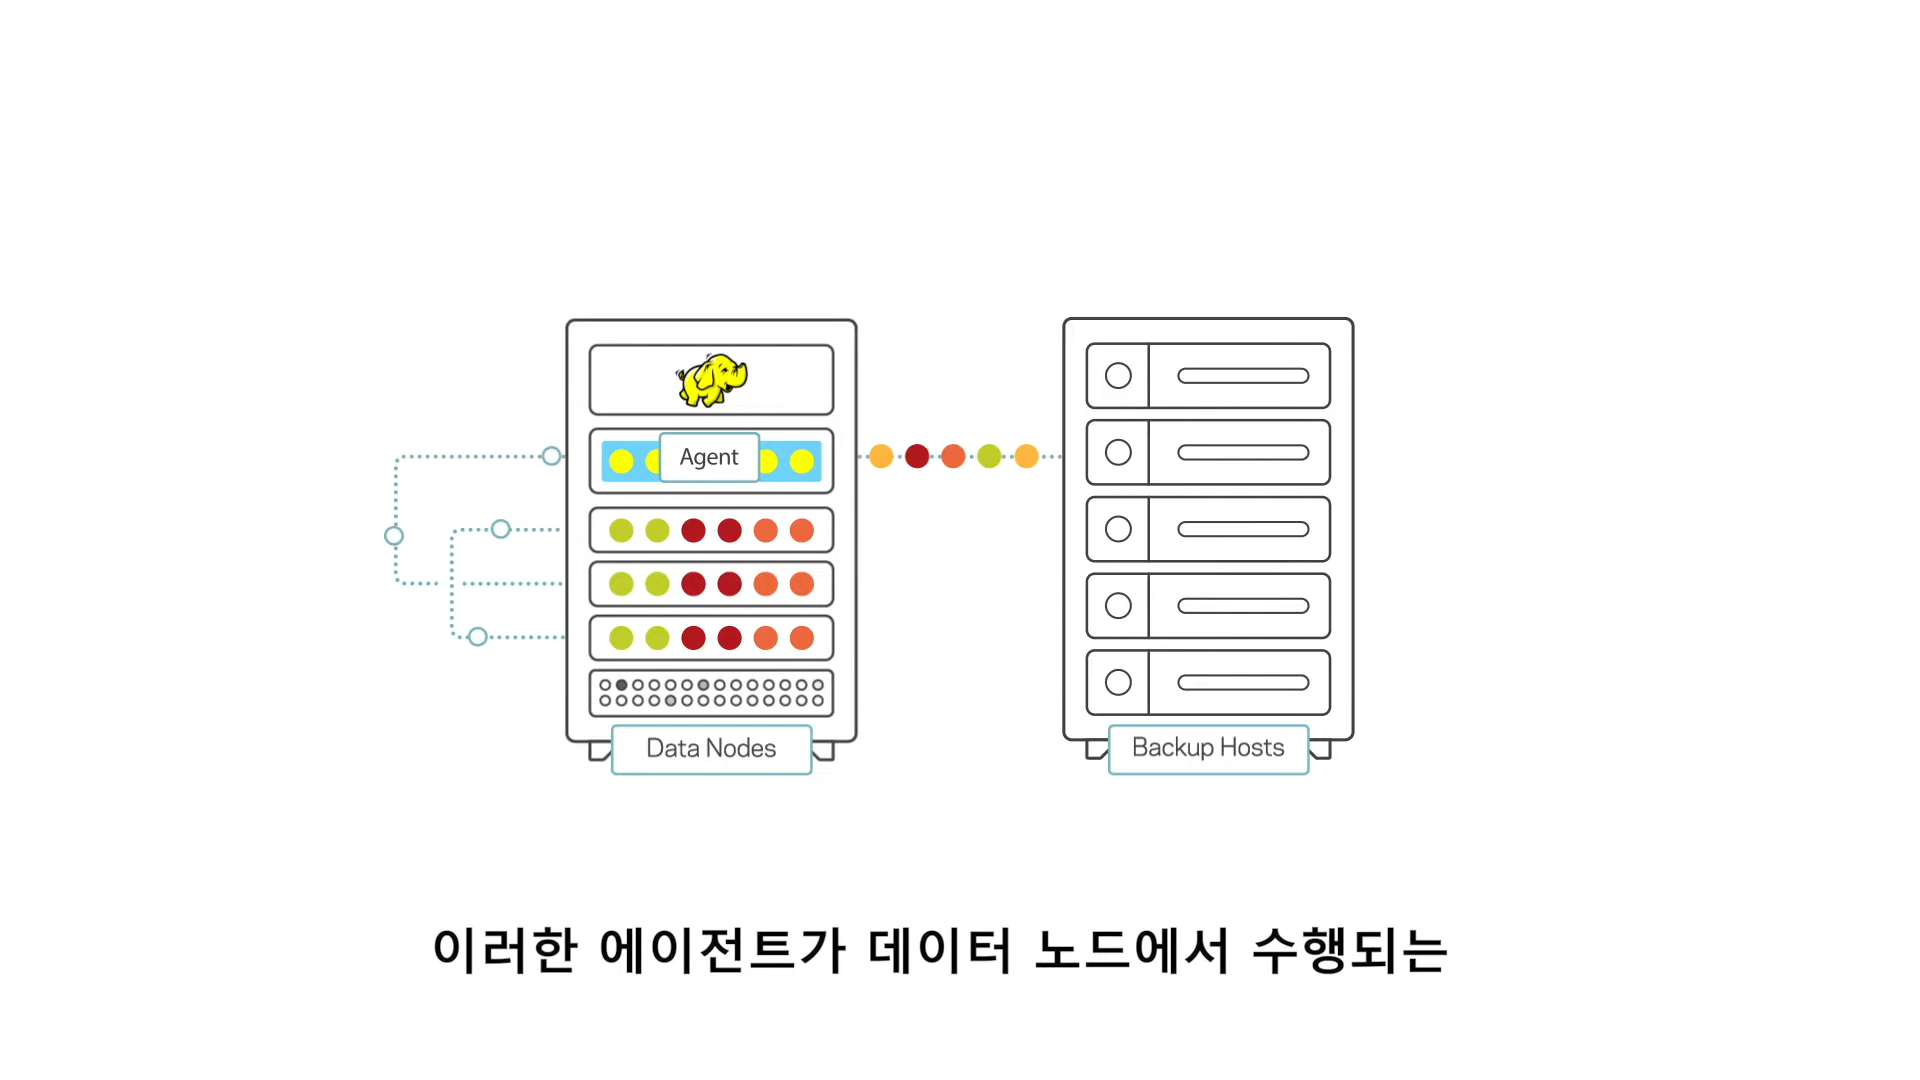 Agent
Data Nodes
Backup Hosts
이러한 에이전트가 데이터 노드에서 수행되는